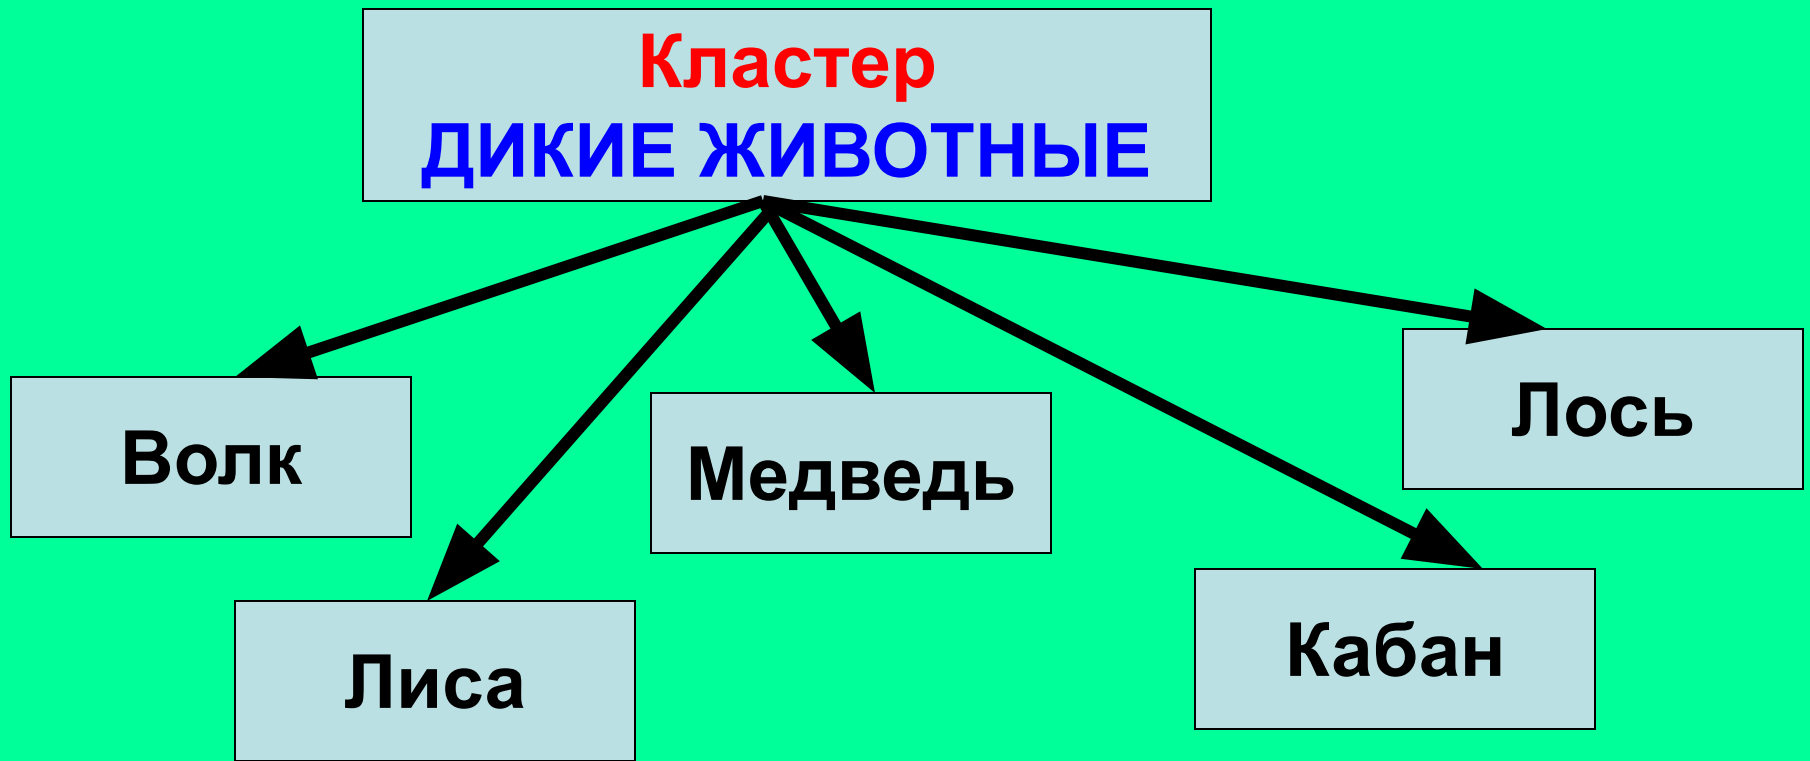 Кластер
ДИКИЕ ЖИВОТНЫЕ
Волк
Лиса
Медведь
Кабан
Лось